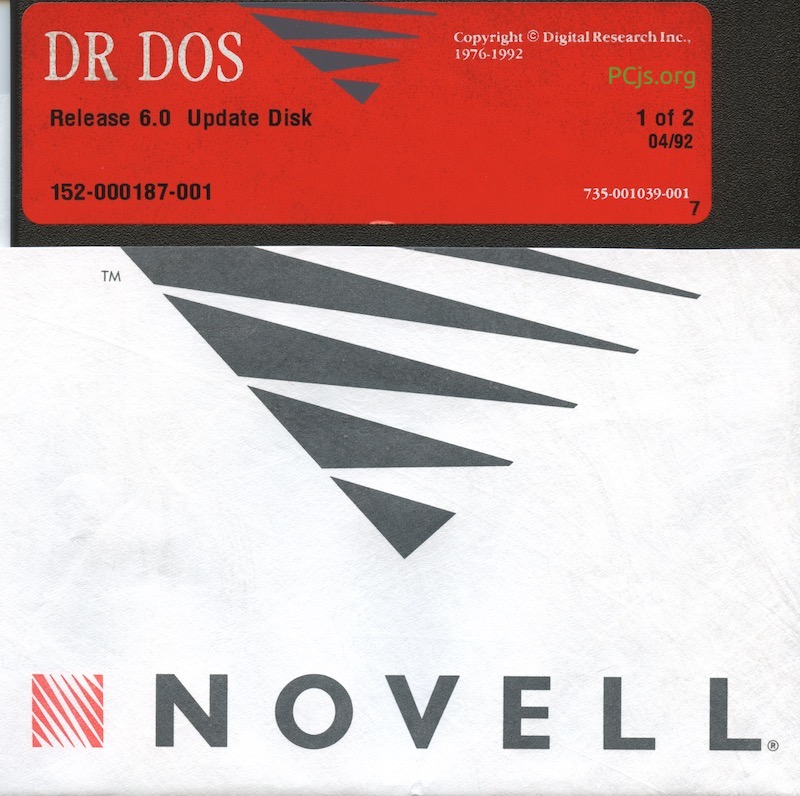 DR DOS
Copyright © Digital Research Inc.,
1976-1992
PCjs.org
Release 6.0 Update Disk
1 of 2
04/92
152-000187-001
735-001039-001
7
TM
NOVELL®